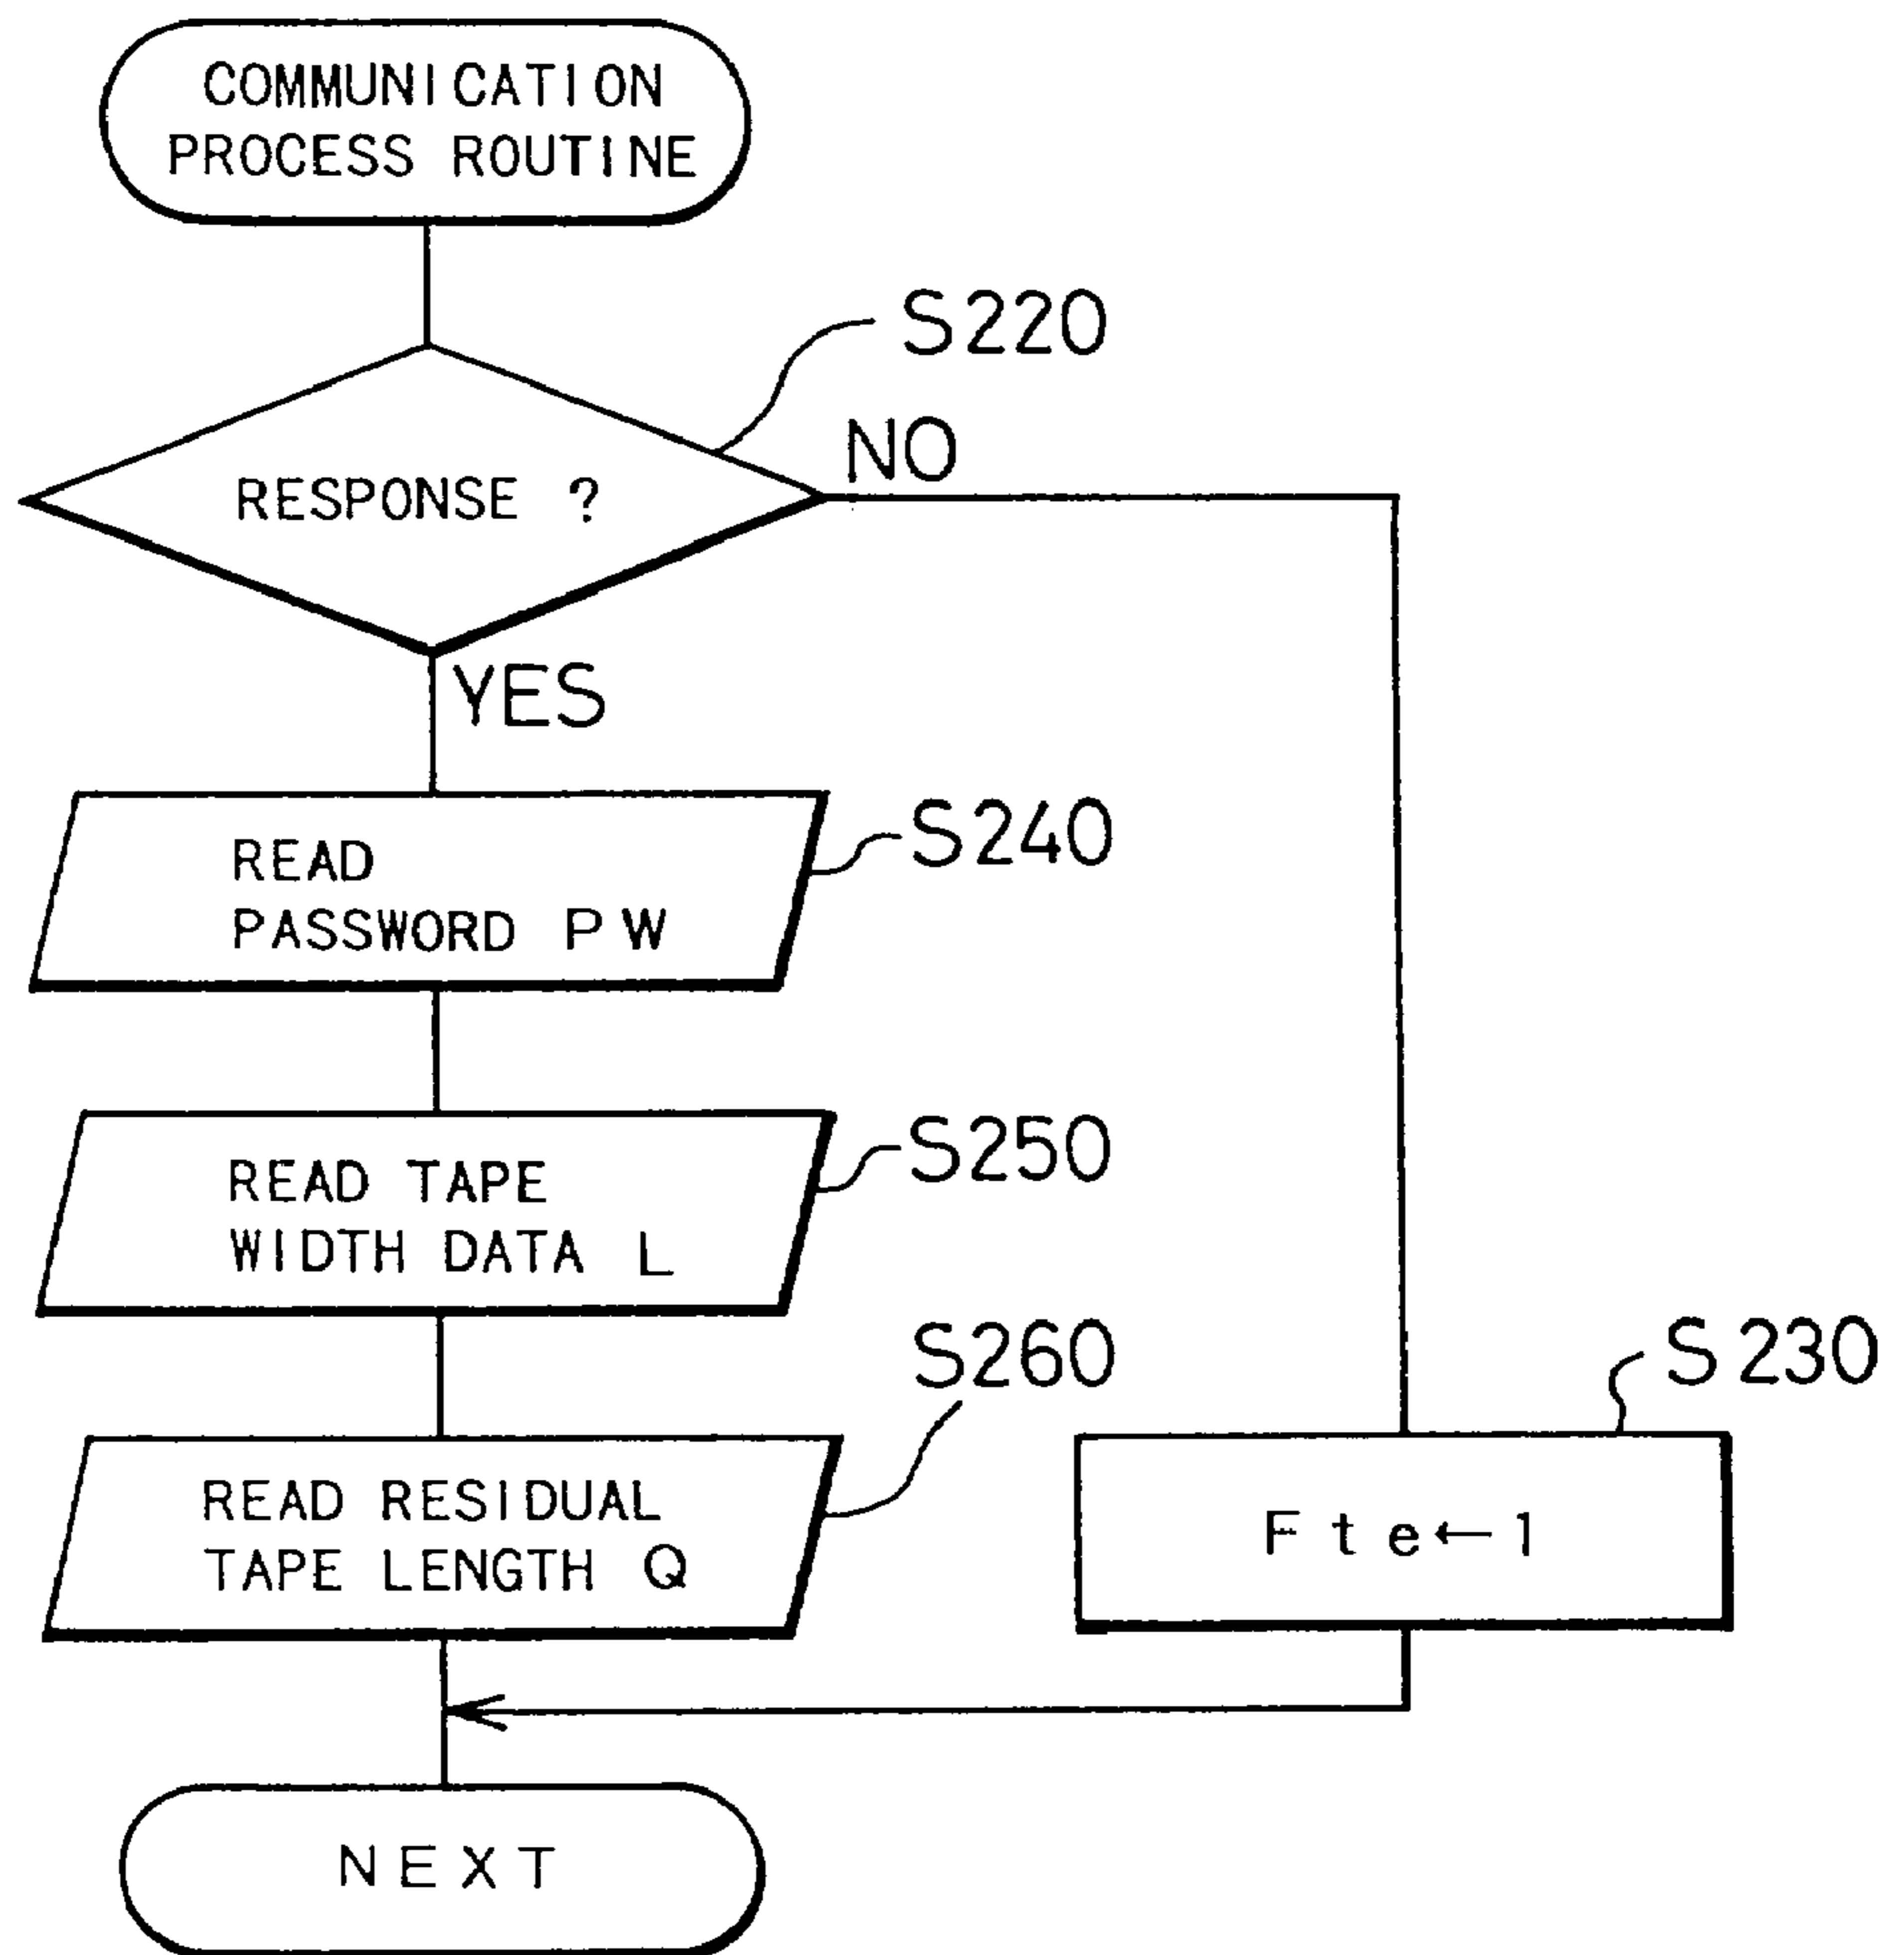 COMMUNICATION
PROCESS ROUTINE
S220
NO
RESPONSE ?
YES
S240
READ
PASSWORD PW
S250
READ TAPE
WIDTH DATA L
S260
S230
READ RESIDUAL
TAPE LENGTH Q
Fte←1
NEXT